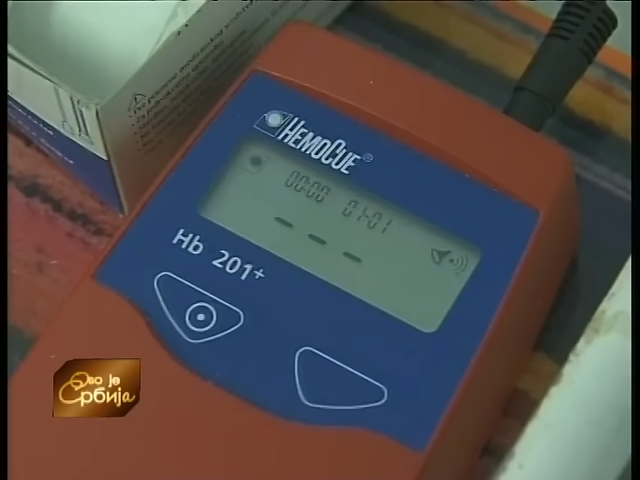 HEMOCUE®
00:00 01-01
– – –
Hb 201+
Ово је
Србија